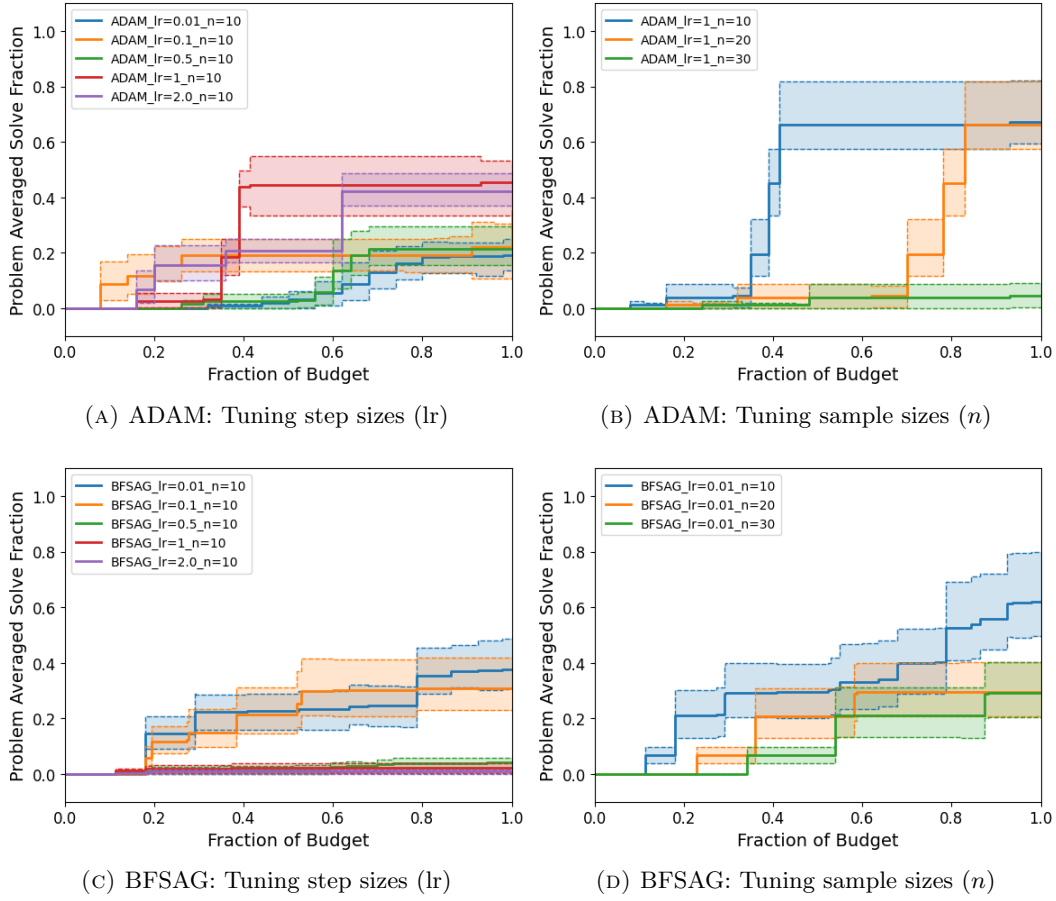 ADAM_lr=0.01_n=10
ADAM_lr=0.1_n=10
ADAM_lr=0.5_n=10
ADAM_lr=1_n=10
ADAM_lr=2.0_n=10
Problem Averaged Solve Fraction
1.0
0.8
0.6
0.4
0.2
0.0
0.0 0.2 0.4 0.6 0.8 1.0
Fraction of Budget
(A) ADAM: Tuning step sizes (lr)
ADAM_lr=1_n=10
ADAM_lr=1_n=20
ADAM_lr=1_n=30
Problem Averaged Solve Fraction
1.0
0.8
0.6
0.4
0.2
0.0
0.0 0.2 0.4 0.6 0.8 1.0
Fraction of Budget
(B) ADAM: Tuning sample sizes (n)
BFSAG_lr=0.01_n=10
BFSAG_lr=0.1_n=10
BFSAG_lr=0.5_n=10
BFSAG_lr=1_n=10
BFSAG_lr=2.0_n=10
Problem Averaged Solve Fraction
1.0
0.8
0.6
0.4
0.2
0.0
0.0 0.2 0.4 0.6 0.8 1.0
Fraction of Budget
(C) BFSAG: Tuning step sizes (lr)
BFSAG_lr=0.01_n=10
BFSAG_lr=0.01_n=20
BFSAG_lr=0.01_n=30
Problem Averaged Solve Fraction
1.0
0.8
0.6
0.4
0.2
0.0
0.0 0.2 0.4 0.6 0.8 1.0
Fraction of Budget
(D) BFSAG: Tuning sample sizes (n)